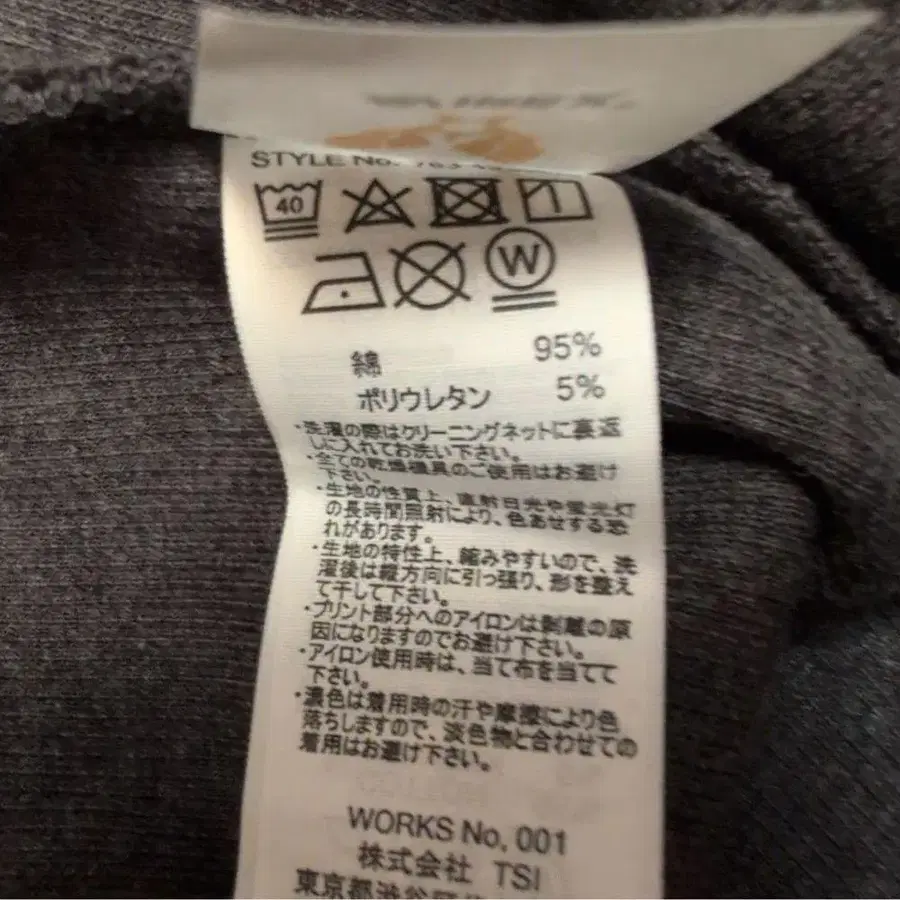 STYLE No.
40
W
綿 95%
ポリウレタン 5%
・洗濯の際はクリーニングネットに裏返
しに入れてお洗い下さい。
・全ての乾燥機具のご使用はお避け
下さい。
・生地の性質上、直射日光や蛍光灯
の長時間照射により、色あせする恐
れがあります。
・生地の特性上、縮みやすいので、洗
濯後は縦方向に引っ張り、形を整え
て干して下さい。
・プリント部分へのアイロンは剥離の原
因になりますのでお避け下さい。
・アイロン使用時は、当て布を当てて
下さい。
・濃色は着用時の汗や摩擦により色
落ちしますので、淡色物と合わせての
着用はお避け下さい。
WORKS No, 001
株式会社 TSI
東京都渋谷区